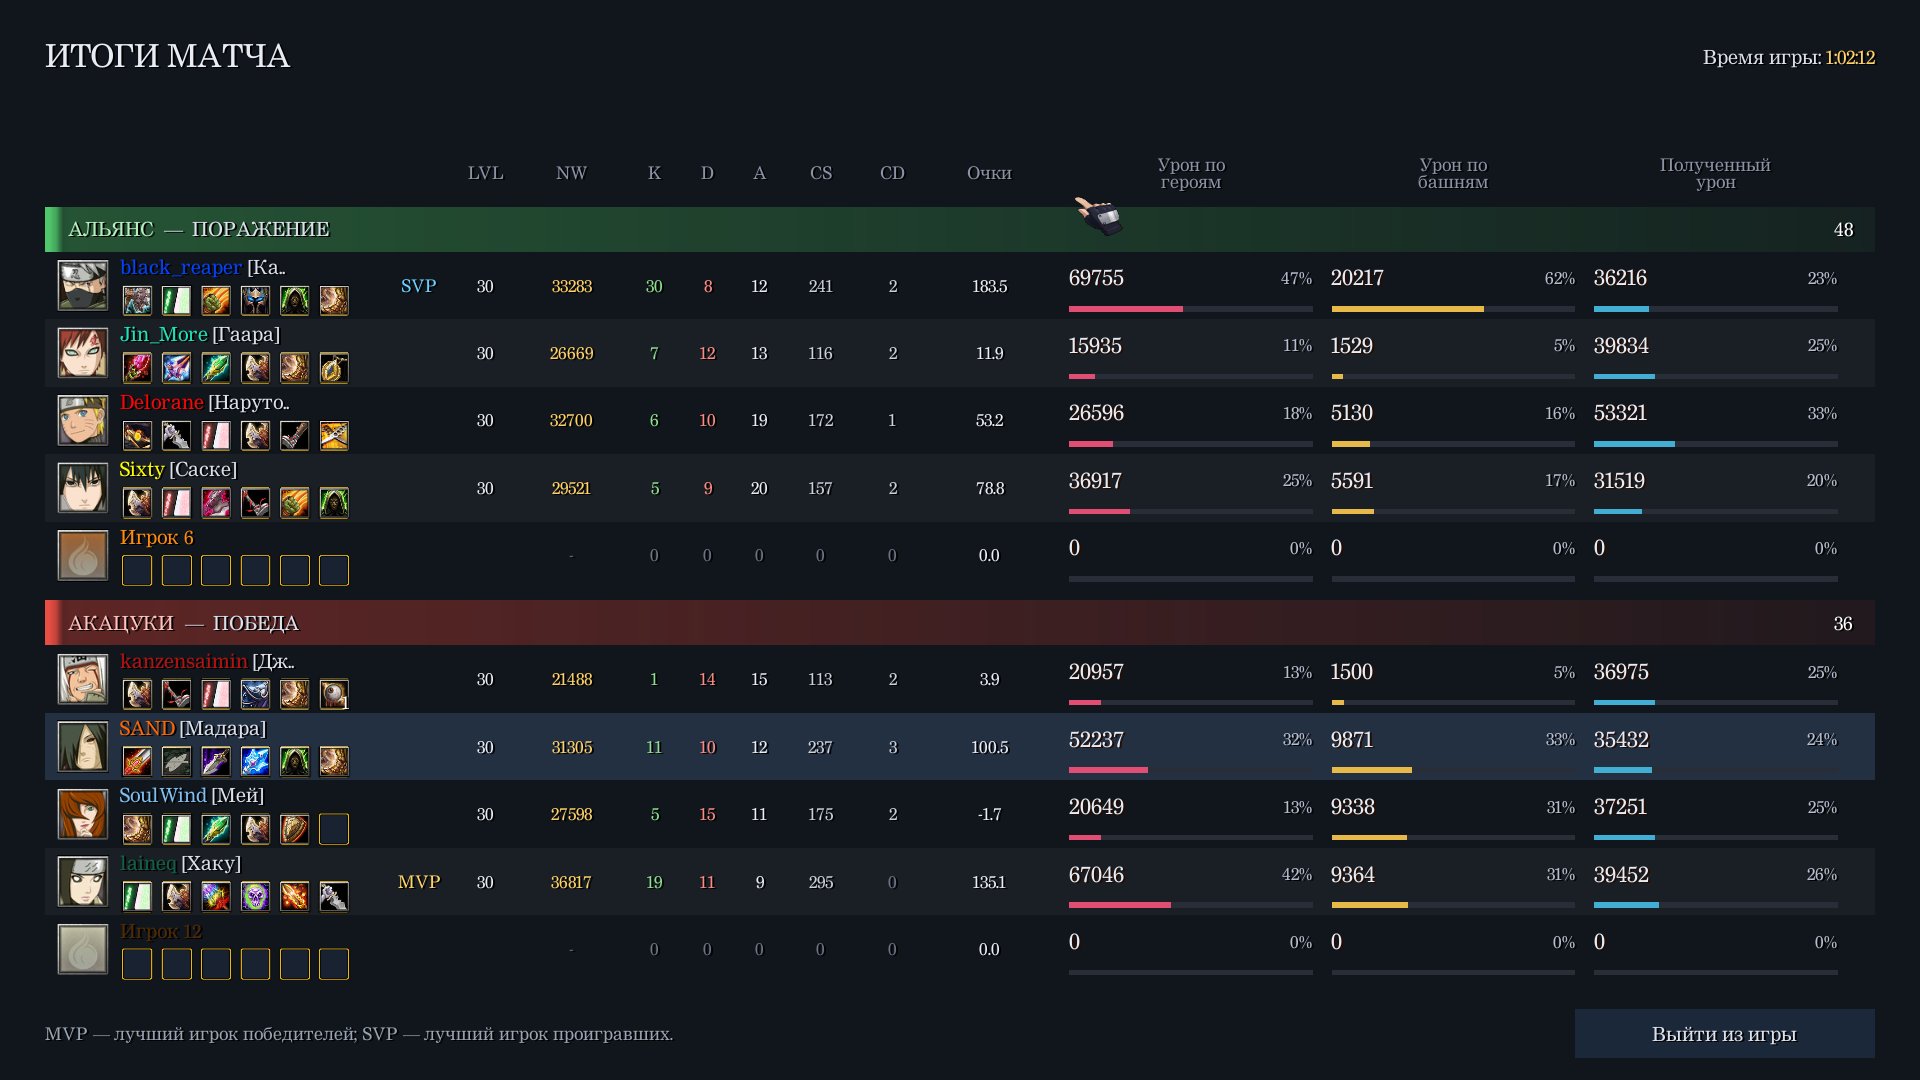 ИТОГИ МАТЧА
Время игры: 1:02:12
LVL NW K D A CS CD Очки Урон по героям Урон по башням Полученный урон
АЛЬЯНС — ПОРАЖЕНИЕ 48
black_reaper [Ка.. SVP 30 33283 30 8 12 241 2 183.5 69755 47% 20217 62% 36216 23%
Jin_More [Гаара] 30 26669 7 12 13 116 2 11.9 15935 11% 1529 5% 39834 25%
Delorane [Наруто.. 30 32700 6 10 19 172 1 53.2 26596 18% 5130 16% 53321 33%
Sixty [Саске] 30 29521 5 9 20 157 2 78.8 36917 25% 5591 17% 31519 20%
Игрок 6 - 0 0 0 0 0 0.0 0 0% 0 0% 0 0%
АКАЦУКИ — ПОБЕДА 36
kanzensaimin [Дж.. 30 21488 1 14 15 113 2 3.9 20957 13% 1500 5% 36975 25%
1
SAND [Мадара] 30 31305 11 10 12 237 3 100.5 52237 32% 9871 33% 35432 24%
SoulWind [Мей] 30 27598 5 15 11 175 2 -1.7 20649 13% 9338 31% 37251 25%
laineq [Хаку] MVP 30 36817 19 11 9 295 0 135.1 67046 42% 9364 31% 39452 26%
Игрок 12 - 0 0 0 0 0 0.0 0 0% 0 0% 0 0%
MVP — лучший игрок победителей; SVP — лучший игрок проигравших.
Выйти из игры